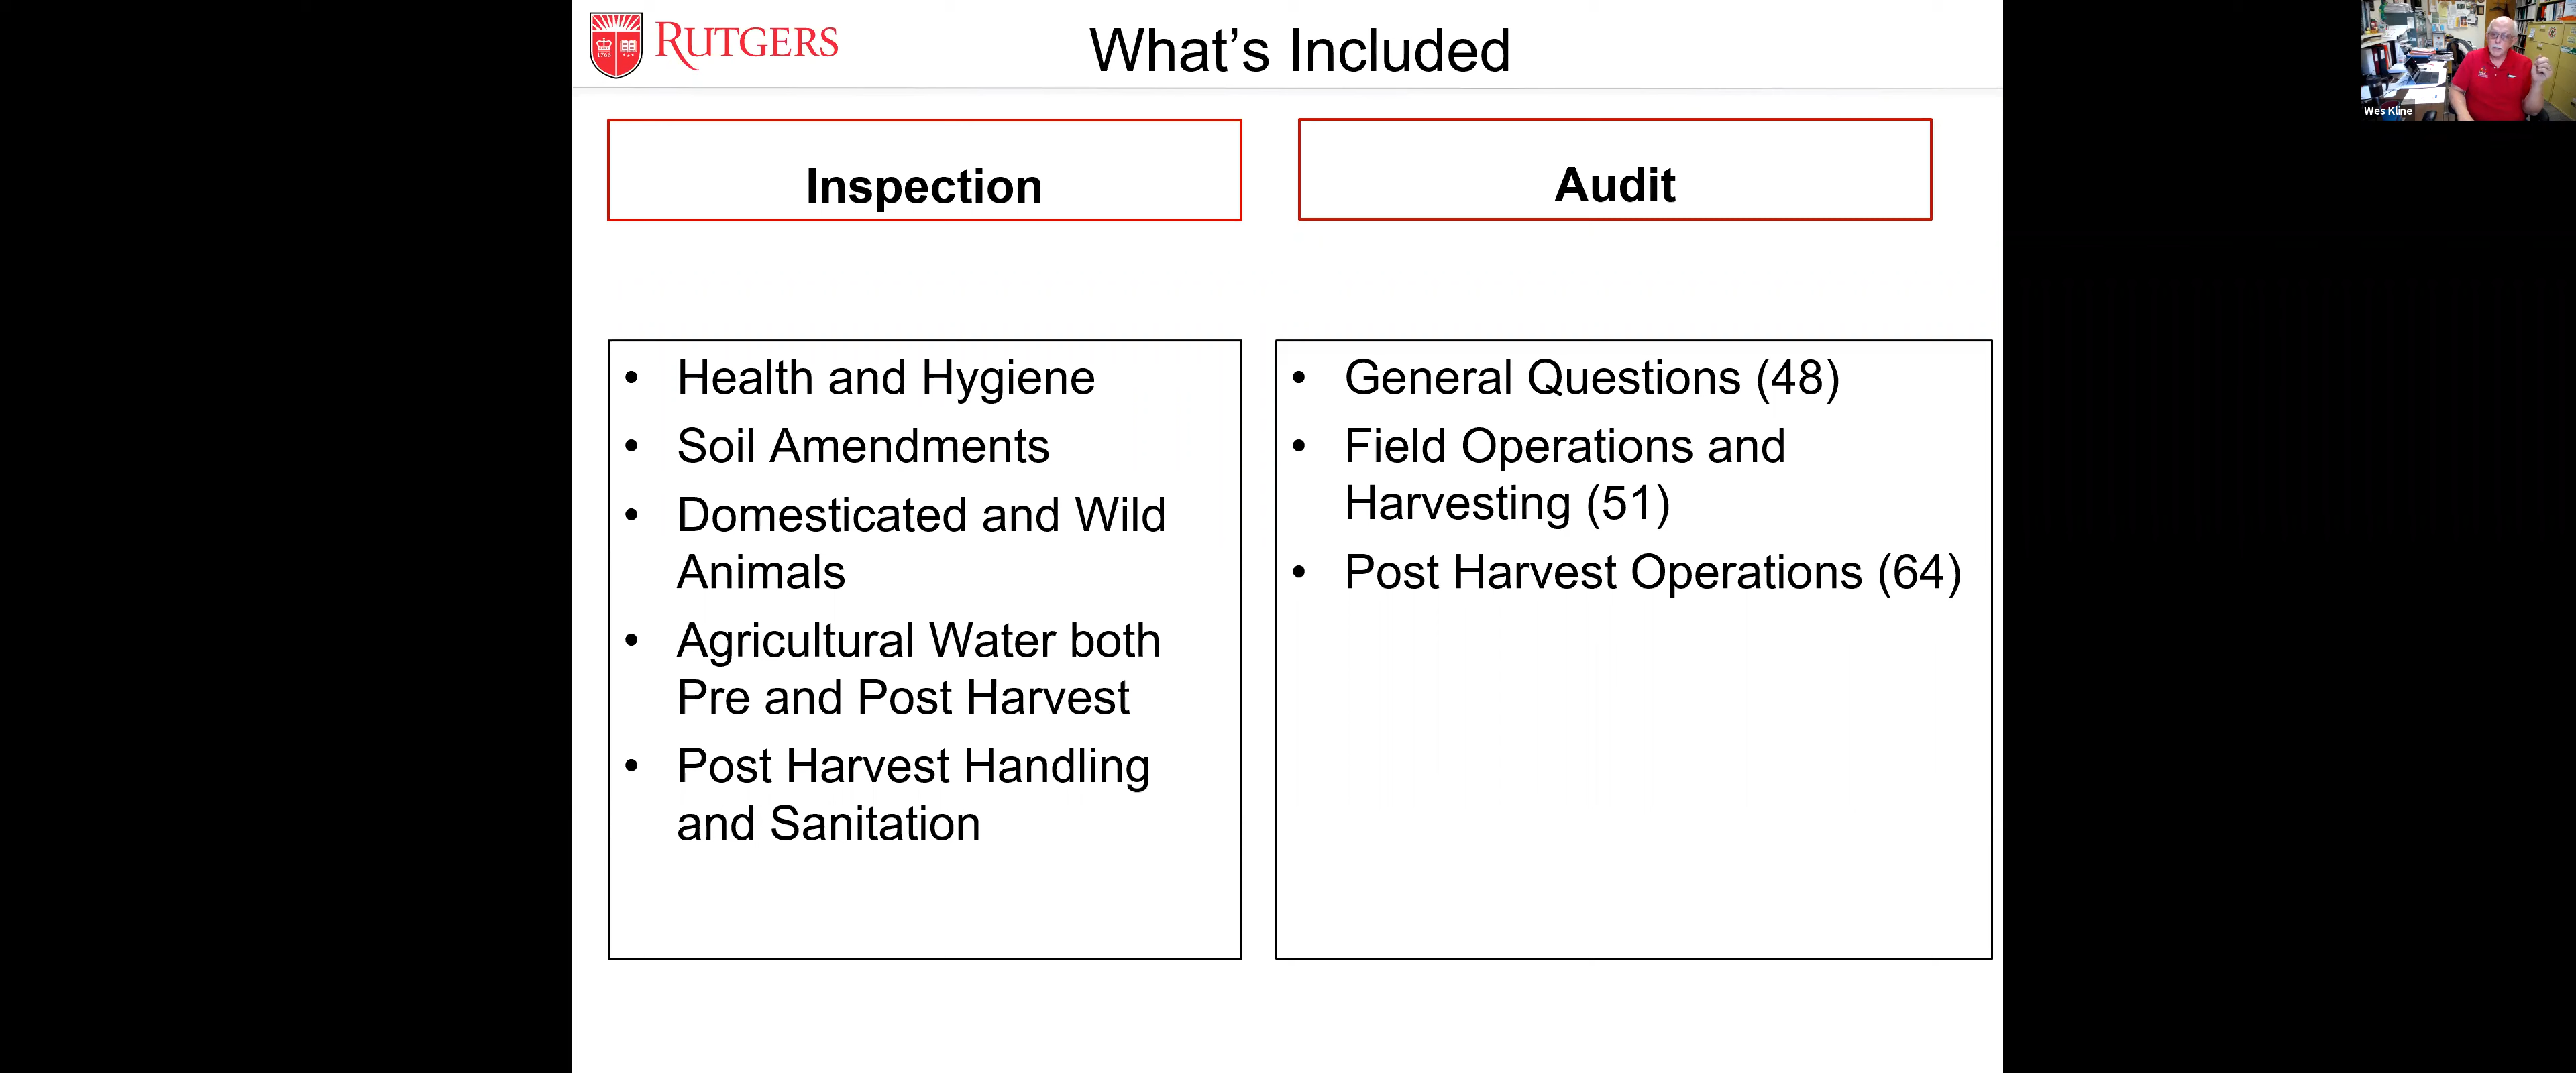 RUTGERS
1766
What's Included
Wes Kline
Inspection
Audit
• Health and Hygiene
• Soil Amendments
• Domesticated and Wild
Animals
• Agricultural Water both
Pre and Post Harvest
• Post Harvest Handling
and Sanitation
• General Questions (48)
• Field Operations and
Harvesting (51)
• Post Harvest Operations (64)